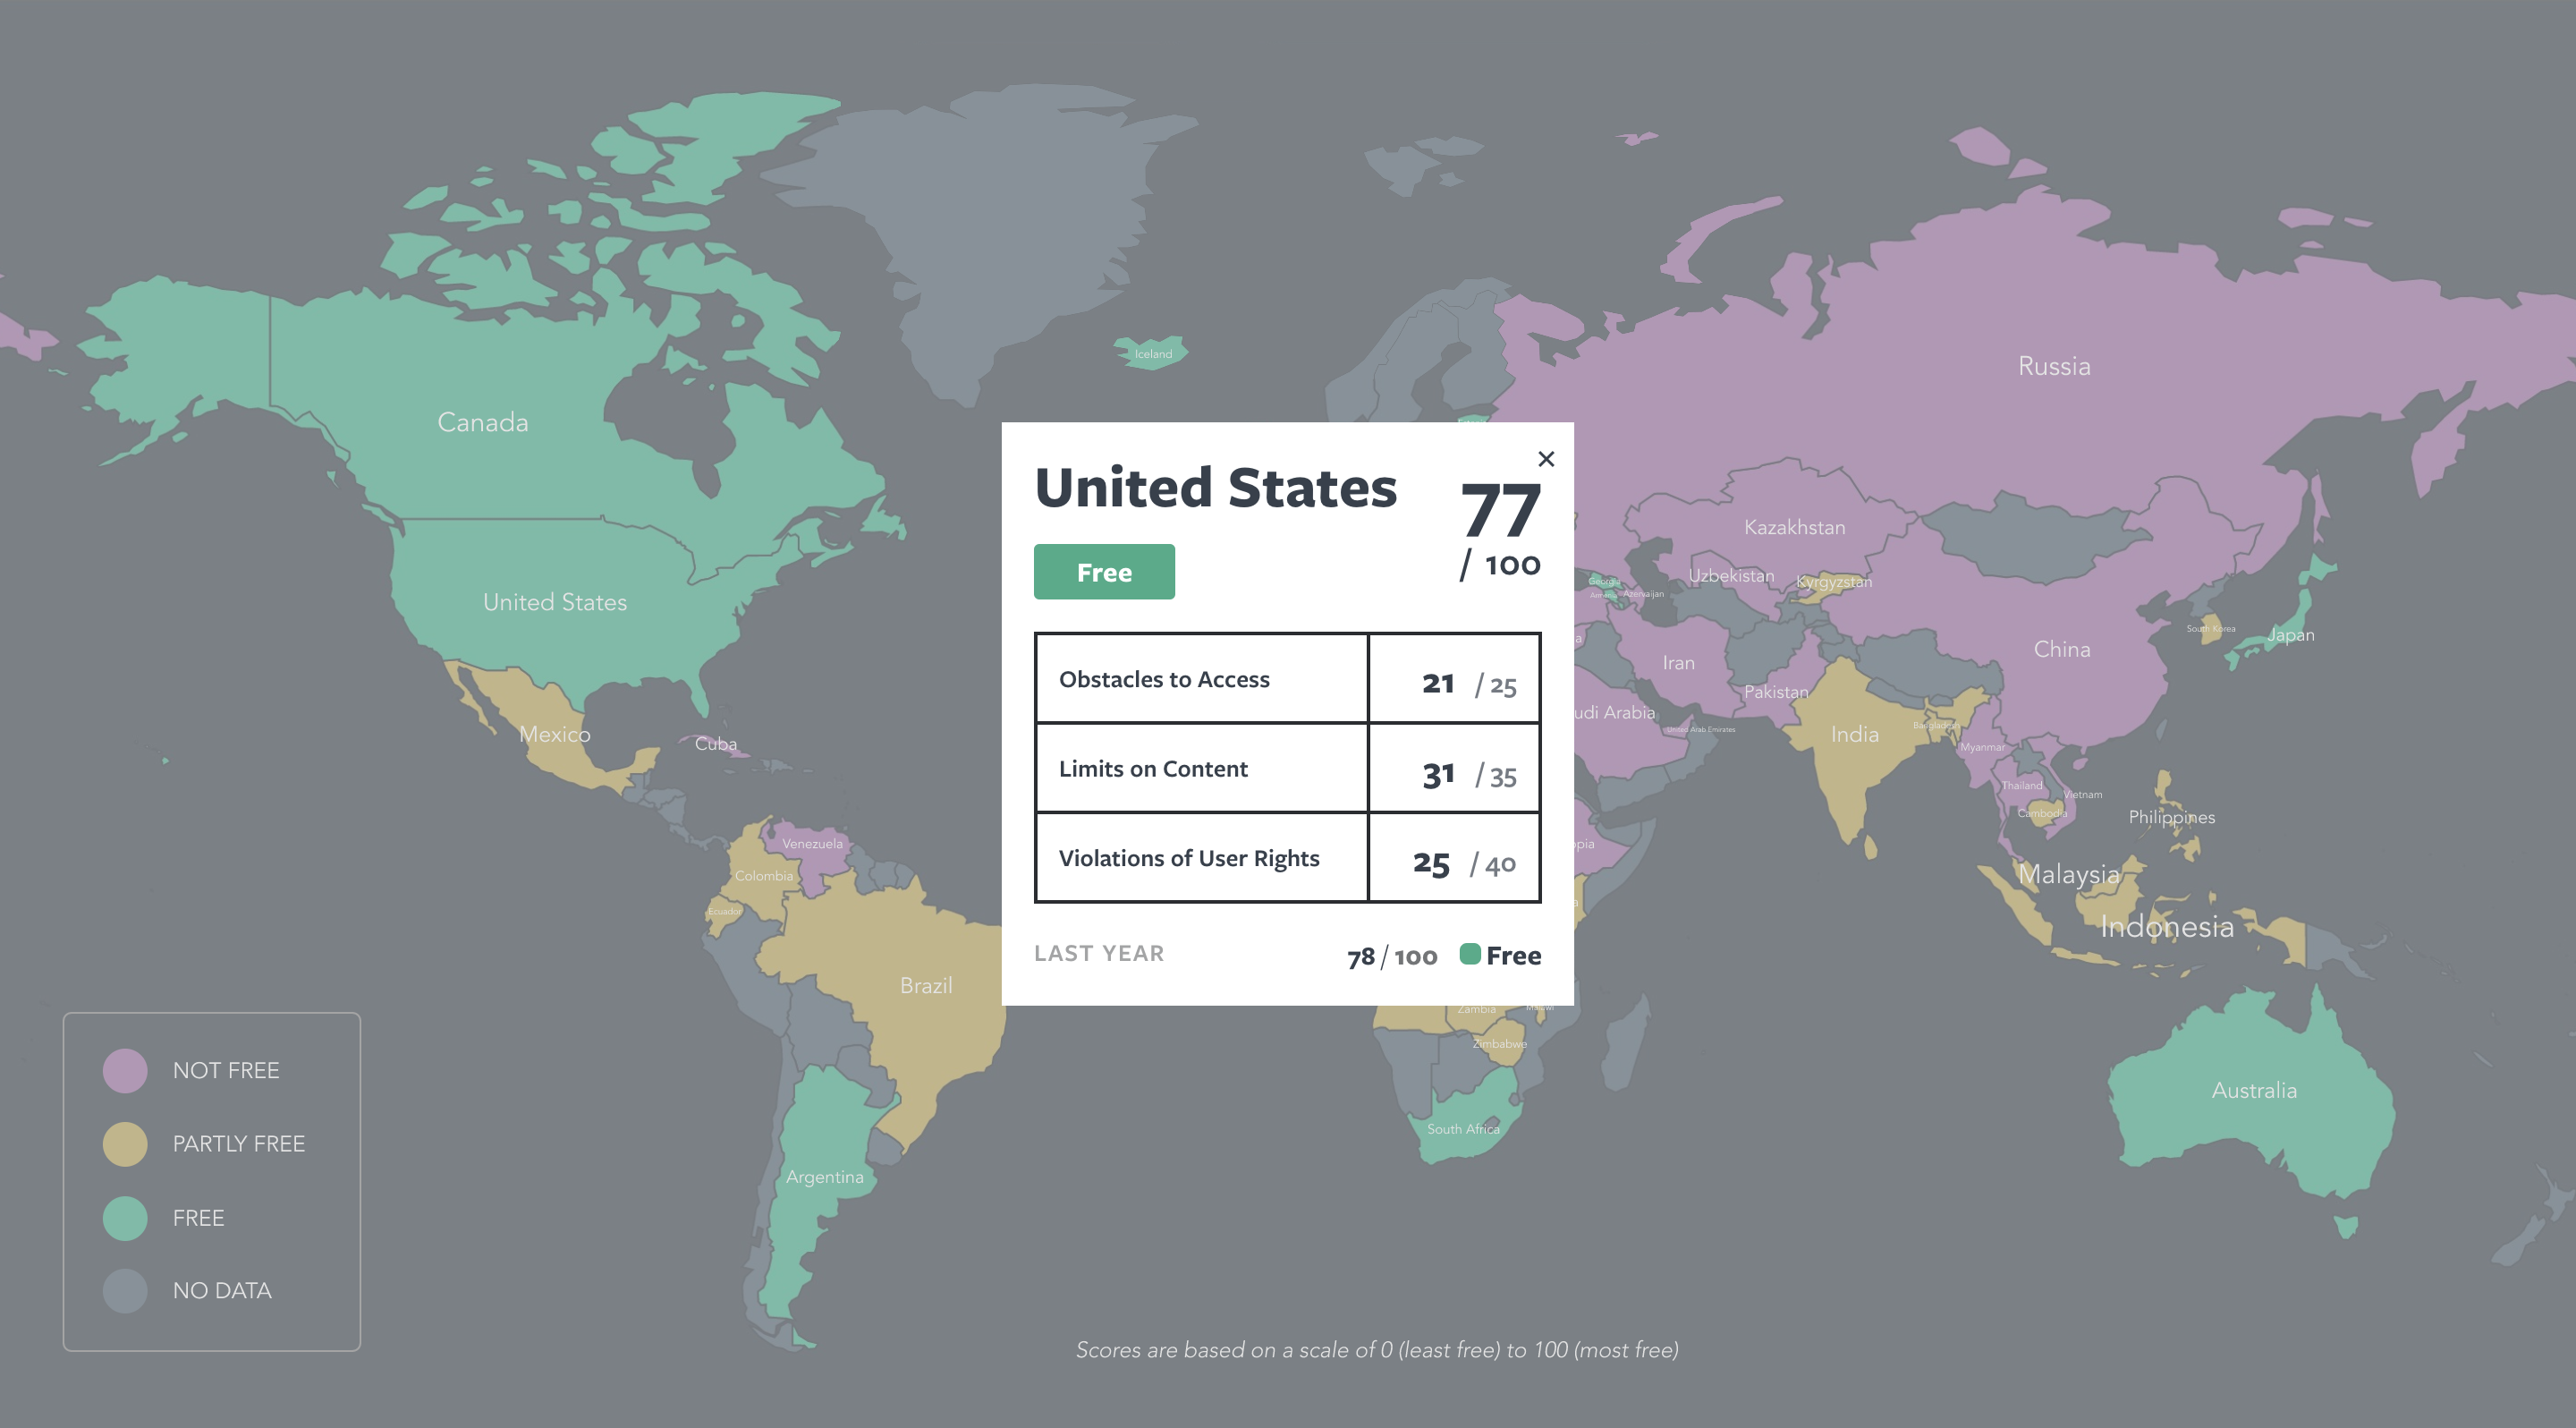 Iceland
Russia
Canada
United States
77
/ 100
Free
Obstacles to Access 21 / 25
Limits on Content 31 / 35
Violations of User Rights 25 / 40
LAST YEAR 78 / 100 Free
Kazakhstan
Uzbekistan
Kyrgyzstan
Georgia
Armenia
Azervaijan
United States
South Korea
Japan
China
Iran
Pakistan
udi Arabia
United Arab Emirates
India
Bangladesh
Mexico
Cuba
Myanmar
Thailand
Vietnam
Cambodia
Philippines
Venezuela
opia
Colombia
Malaysia
Ecuador
Indonesia
Brazil
Zambia
Malawi
Zimbabwe
South Africa
Australia
Argentina
NOT FREE
PARTLY FREE
FREE
NO DATA
Scores are based on a scale of 0 (least free) to 100 (most free)